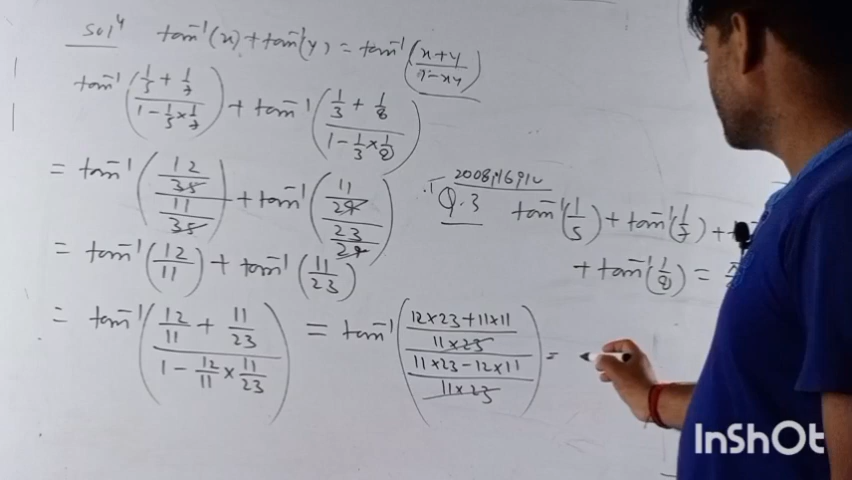 Sol^n tan⁻¹(x) + tan⁻¹(y) = tan⁻¹((x+y)/(1-xy))
tan⁻¹((1/5 + 1/7)/(1 - 1/5 × 1/7)) + tan⁻¹((1/3 + 1/8)/(1 - 1/3 × 1/8))
= tan⁻¹((12/35)/(11/35)) + tan⁻¹((11/24)/(23/24))
= tan⁻¹(12/11) + tan⁻¹(11/23)
= tan⁻¹((12/11 + 11/23)/(1 - 12/11 × 11/23)) = tan⁻¹(((12×23+11×11)/(11×23))/((11×23-12×11)/(11×23))) =
Q.3 tan⁻¹(1/5) + tan⁻¹(1/7) +
+ tan⁻¹(1/8) =
InShOt